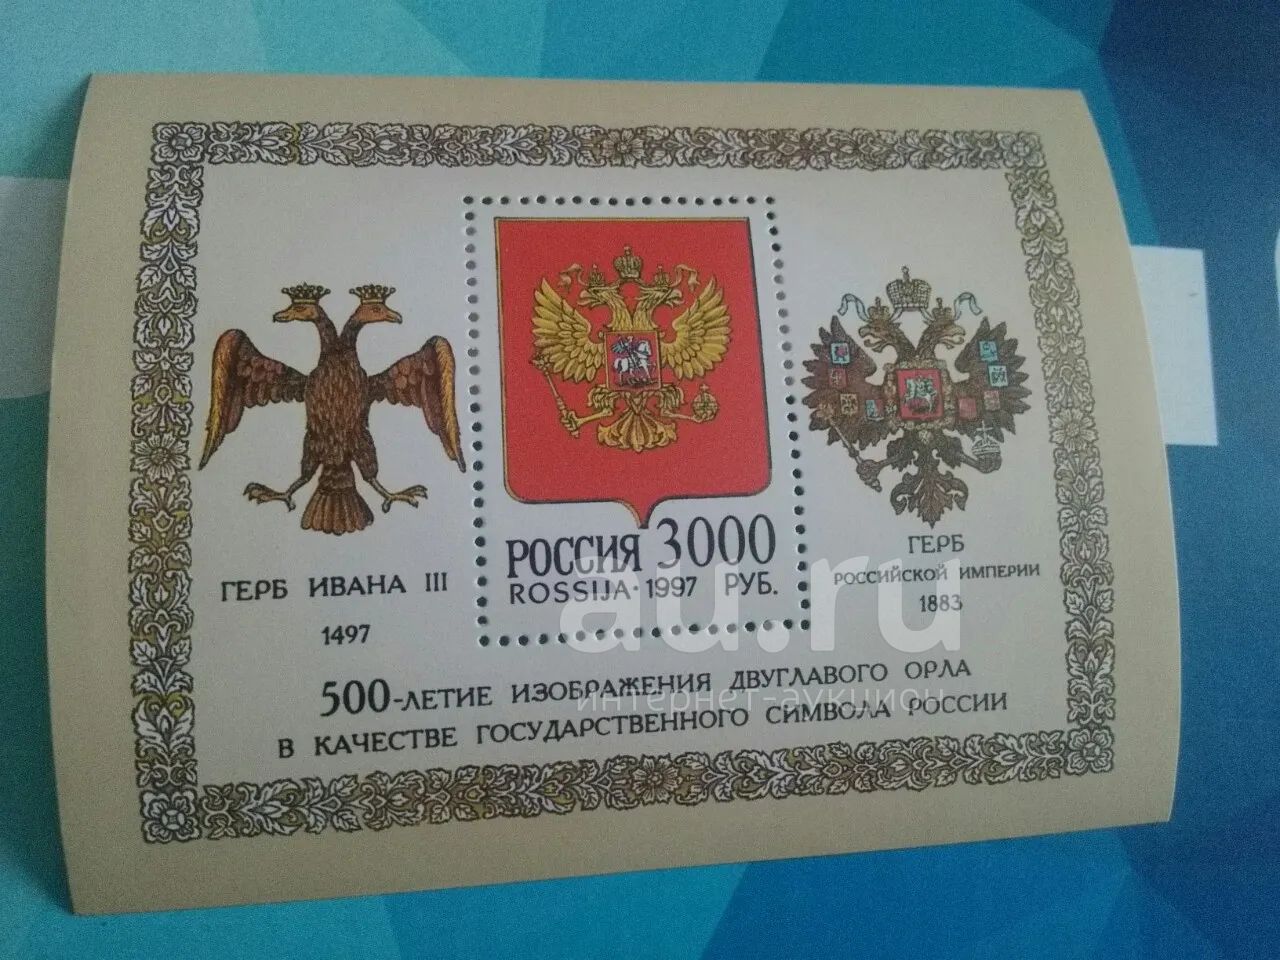 РОССИЯ 3000
ROSSIJA · 1997 РУБ.
ГЕРБ ИВАНА III
1497
ГЕРБ
РОССИЙСКОЙ ИМПЕРИИ
1883
500-ЛЕТИЕ ИЗОБРАЖЕНИЯ ДВУГЛАВОГО ОРЛА
В КАЧЕСТВЕ ГОСУДАРСТВЕННОГО СИМВОЛА РОССИИ
au.ru
интернет-аукцион